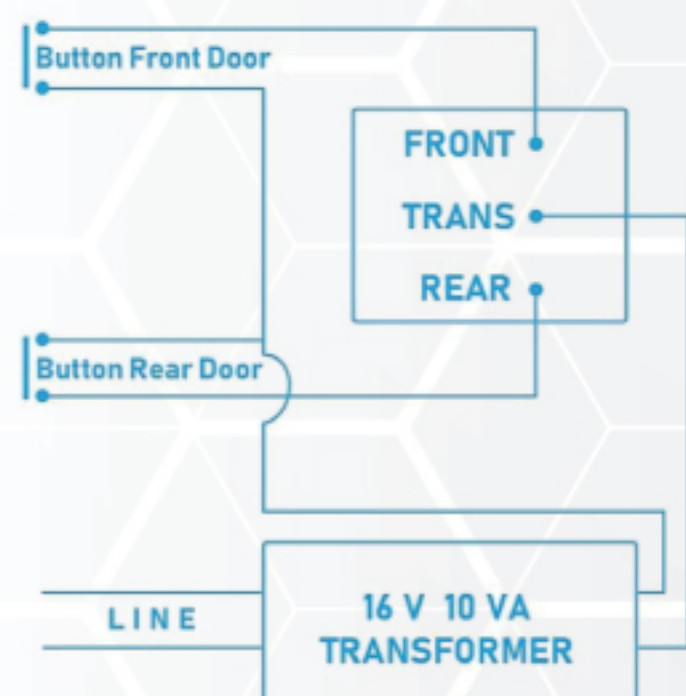 Button Front Door
FRONT
TRANS
REAR
Button Rear Door
LINE
16 V 10 VA
TRANSFORMER